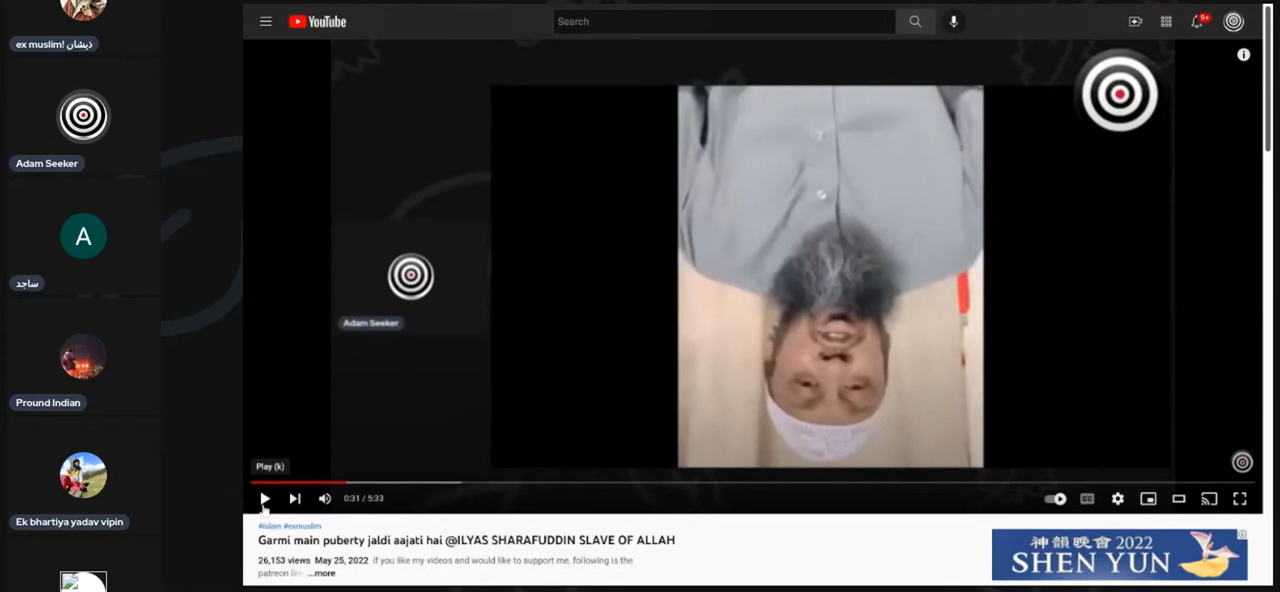 ex muslim! ذیشان
Adam Seeker
A
ساجد
Pround Indian
Ek bhartiya yadav vipin
YouTube
Search
9+
Adam Seeker
Play (k)
0:31 / 5:33
#islam #exmuslim
Garmi main puberty jaldi aajati hai @ILYAS SHARAFUDDIN SLAVE OF ALLAH
26,153 views May 25, 2022 If you like my videos and would like to support me, following is the
patreon ...more
神韻晚會 2022
SHEN YUN